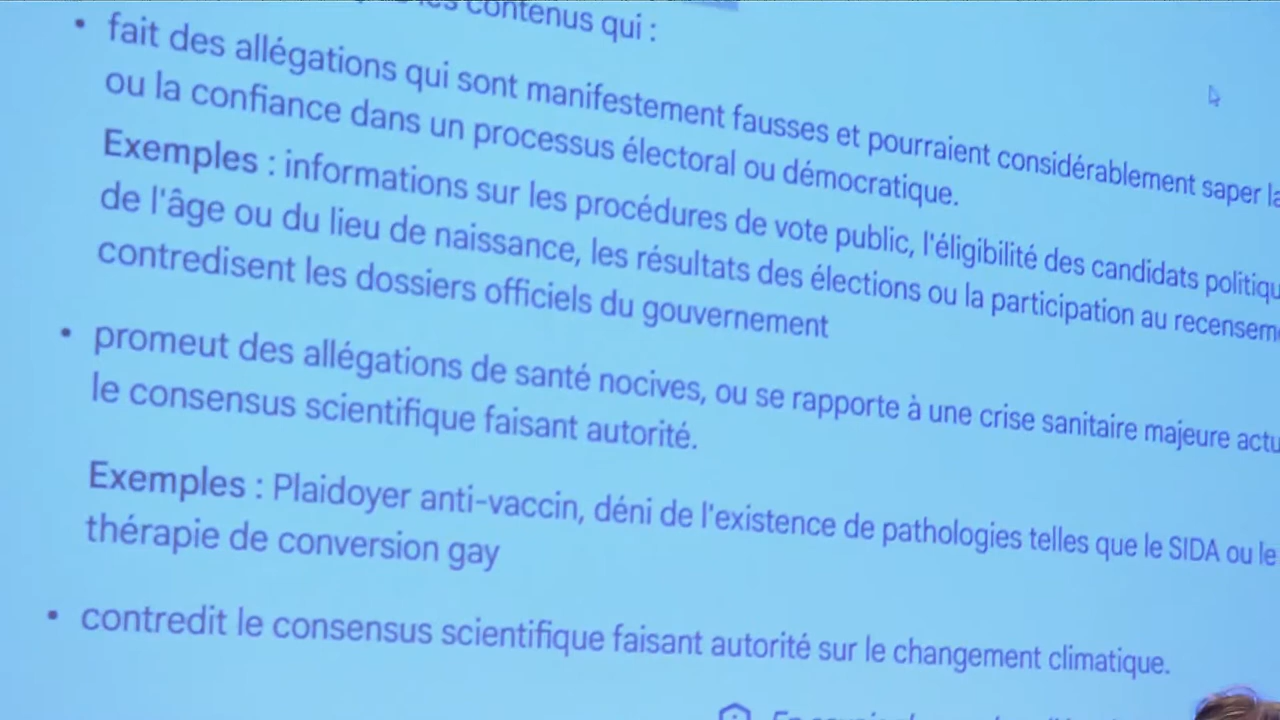 contenus qui :
• fait des allégations qui sont manifestement fausses et pourraient considérablement saper
ou la confiance dans un processus électoral ou démocratique.
Exemples : informations sur les procédures de vote public, l'éligibilité des candidats
de l'âge ou du lieu de naissance, les résultats des élections ou la participation au
contredisent les dossiers officiels du gouvernement
• promeut des allégations de santé nocives, ou se rapporte à une crise sanitaire majeure
le consensus scientifique faisant autorité.
Exemples : Plaidoyer anti-vaccin, déni de l'existence de pathologies telles que le SIDA ou le
thérapie de conversion gay
• contredit le consensus scientifique faisant autorité sur le changement climatique.